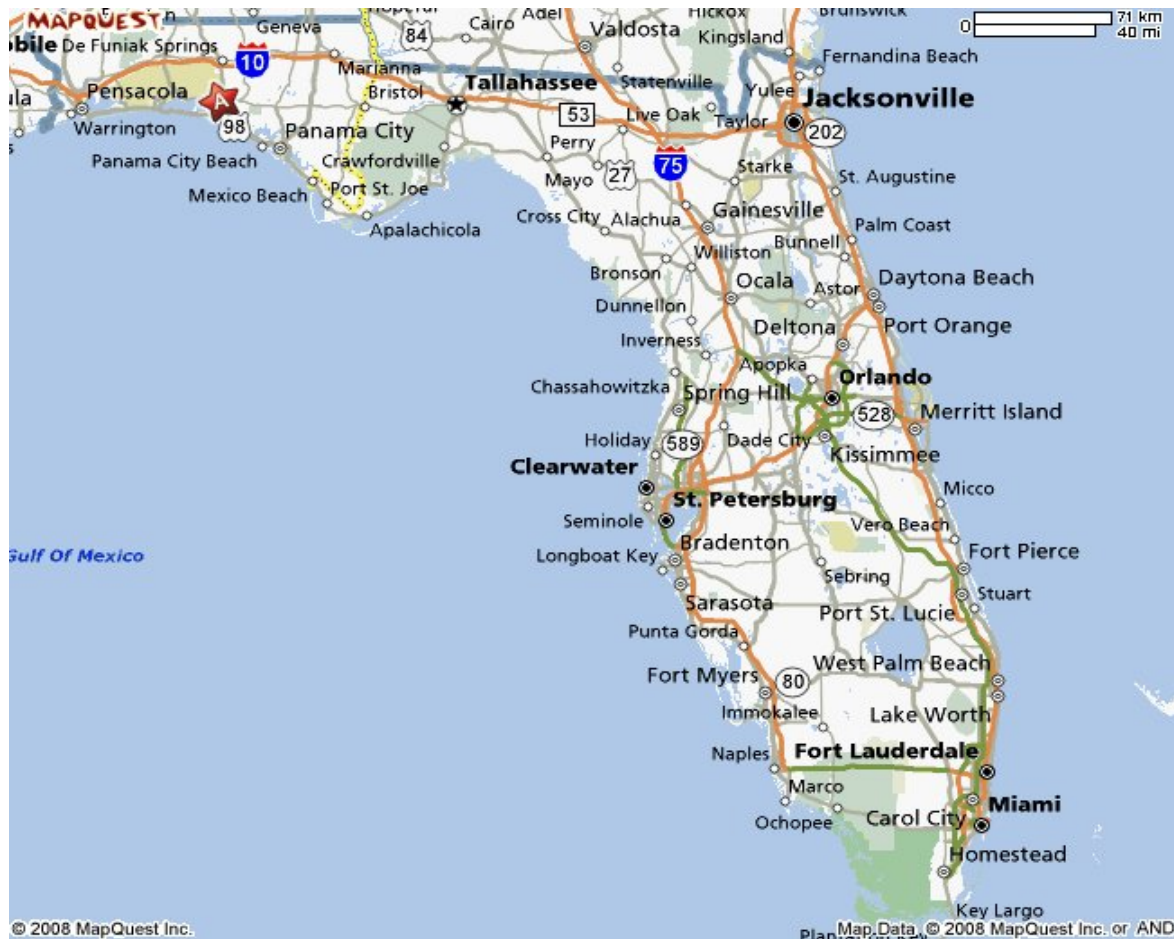 MAPQUEST.
Geneva
84
Cairo
Adel
Valdosta
Hickox
Kingsland
Brunswick
0
71 km
40 mi
obile
De Funiak Springs
Fernandina Beach
10
Marianna
Statenville
Yulee
Pensacola
A
Bristol
Tallahassee
53
Live Oak
Taylor
Jacksonville
202
Warrington
98
Panama City
Panama City Beach
Crawfordville
Perry
27
75
Starke
Mexico Beach
Port St. Joe
Mayo
St. Augustine
Apalachicola
Cross City
Alachua
Gainesville
Palm Coast
Bunnell
Bronson
Williston
Ocala
Astor
Daytona Beach
Dunnellon
Deltona
Port Orange
Inverness
Apopka
Chassahowitzka
Spring Hill
Orlando
528
Merritt Island
Holiday
589
Dade City
Kissimmee
Clearwater
St. Petersburg
Micco
Seminole
Vero Beach
Gulf Of Mexico
Longboat Key
Bradenton
Fort Pierce
Sebring
Stuart
Sarasota
Port St. Lucie
Punta Gorda
Fort Myers
80
West Palm Beach
Immokalee
Lake Worth
Naples
Fort Lauderdale
Marco
Miami
Ochopee
Carol City
Homestead
Key Largo
© 2008 MapQuest Inc.
Map Data © 2008 MapQuest Inc. or AND